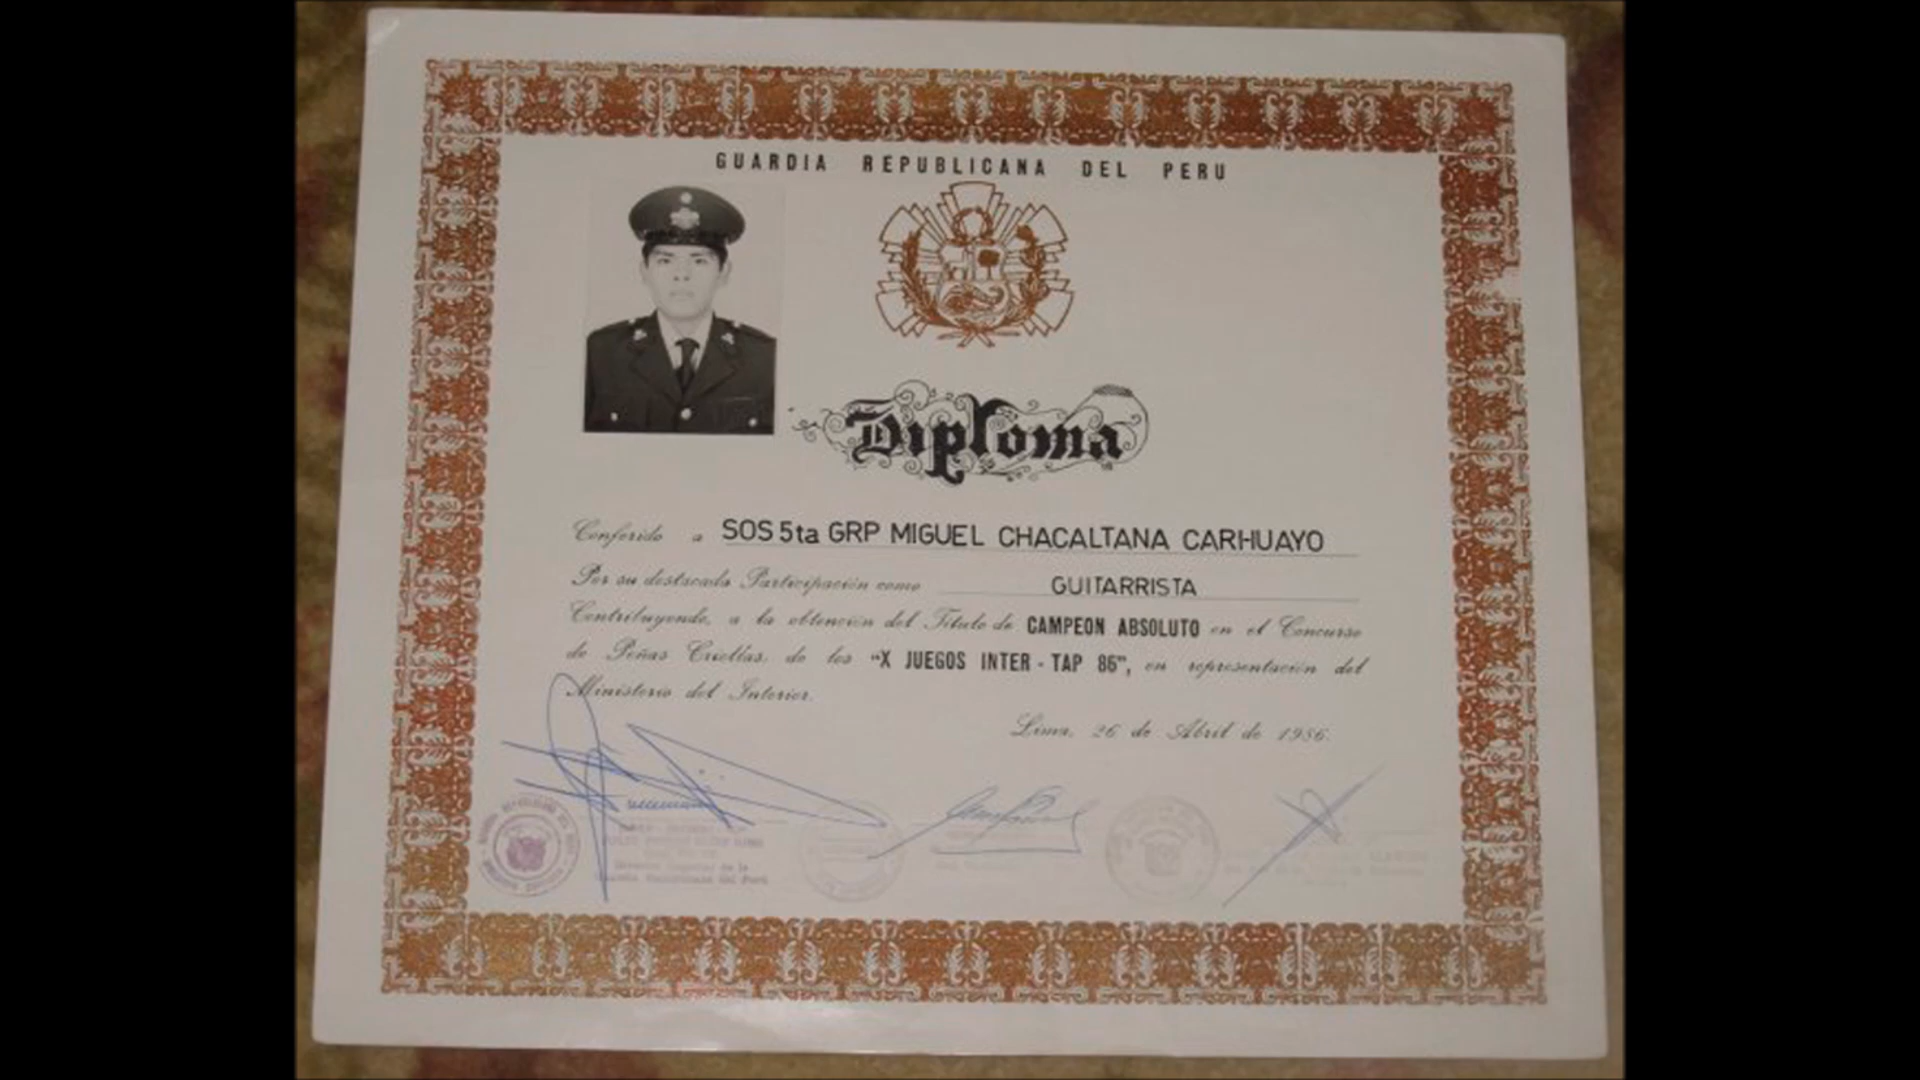 GUARDIA REPUBLICANA DEL PERU
Diploma
Conferido a SOS 5ta GRP MIGUEL CHACALTANA CARHUAYO
Por su destacada Participación como GUITARRISTA
Contribuyendo, a la obtención del Título de CAMPEON ABSOLUTO en el Concurso
de Peñas Criollas, de los "X JUEGOS INTER - TAP 86", en representación del
Ministerio del Interior.
Lima, 26 de Abril de 1986.